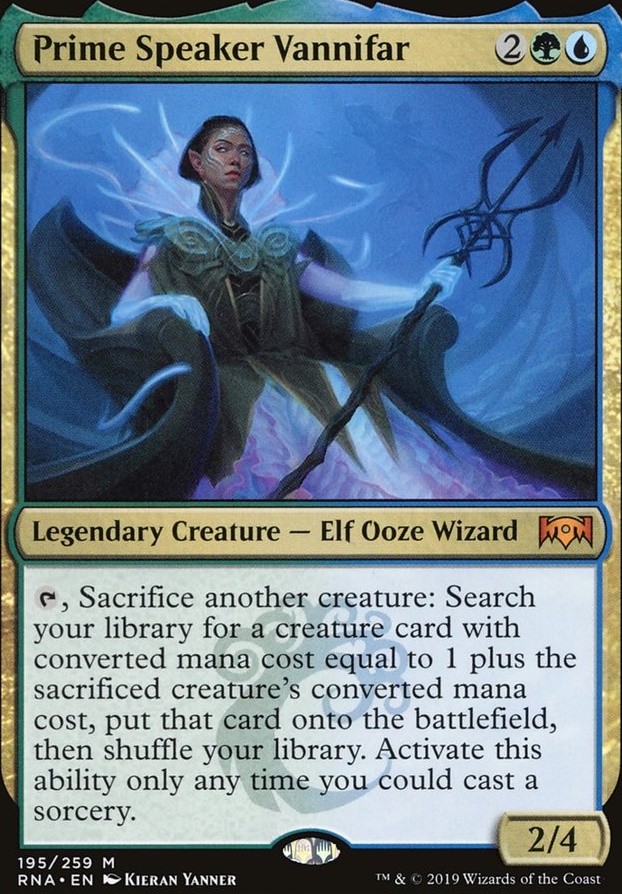 Prime Speaker Vannifar 2
Legendary Creature — Elf Ooze Wizard
, Sacrifice another creature: Search
your library for a creature card with
converted mana cost equal to 1 plus the
sacrificed creature's converted mana
cost, put that card onto the battlefield,
then shuffle your library. Activate this
ability only any time you could cast a
sorcery.
2/4
195/259 M
RNA • EN Kieran Yanner
™ & © 2019 Wizards of the Coast